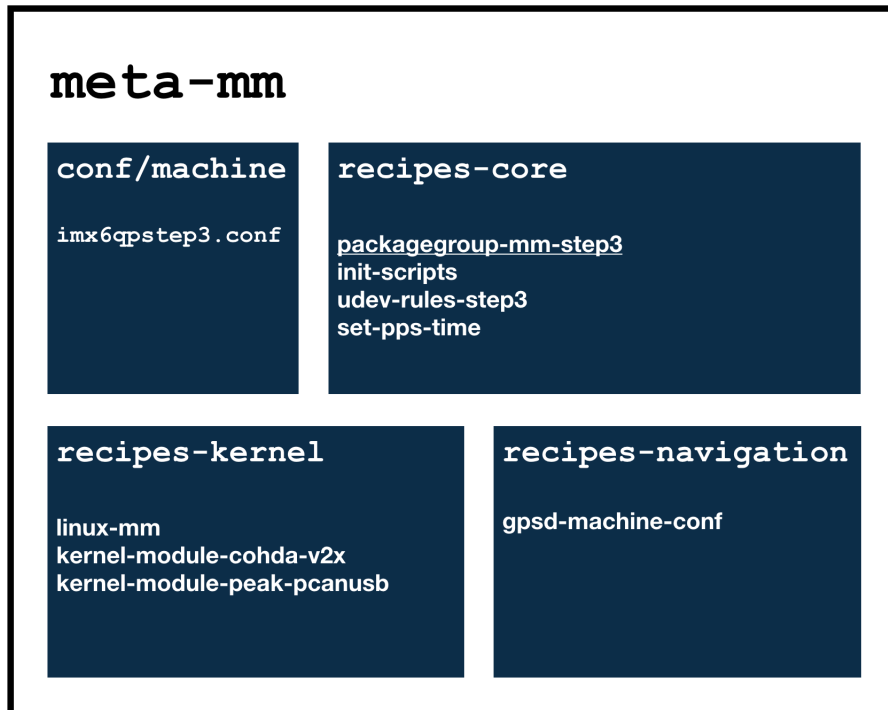 meta-mm
conf/machine
imx6qpstep3.conf
recipes-core
packagegroup-mm-step3
init-scripts
udev-rules-step3
set-pps-time
recipes-kernel
linux-mm
kernel-module-cohda-v2x
kernel-module-peak-pcanusb
recipes-navigation
gpsd-machine-conf